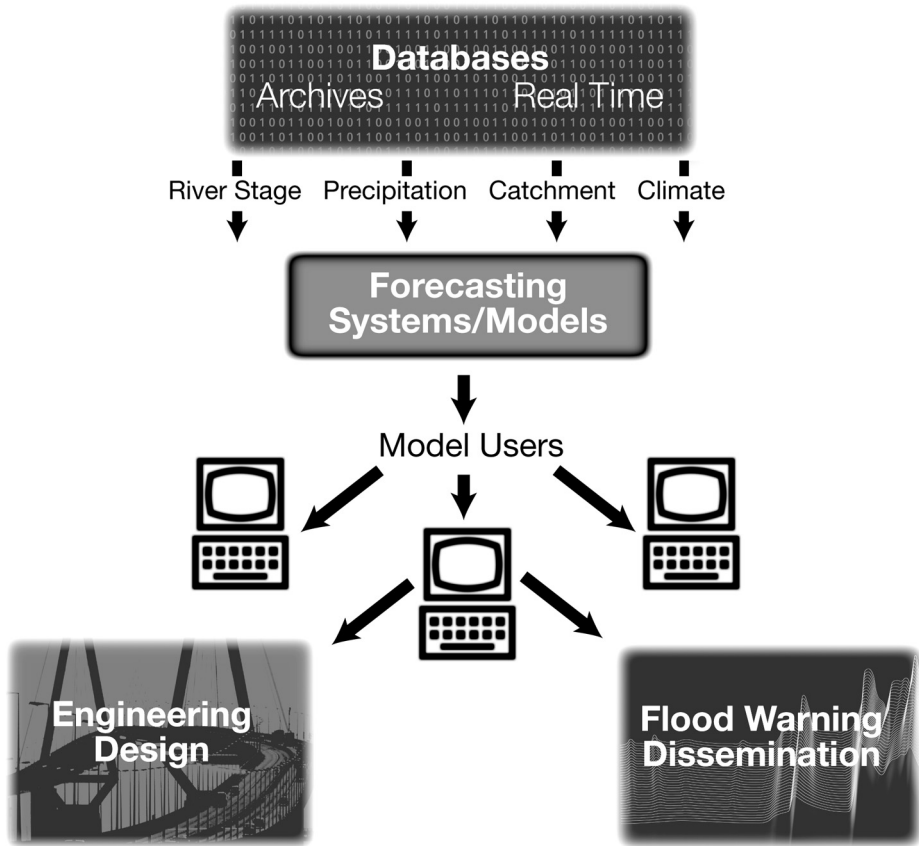 Databases
Archives Real Time
River Stage Precipitation Catchment Climate
Forecasting
Systems/Models
Model Users
Engineering
Design
Flood Warning
Dissemination